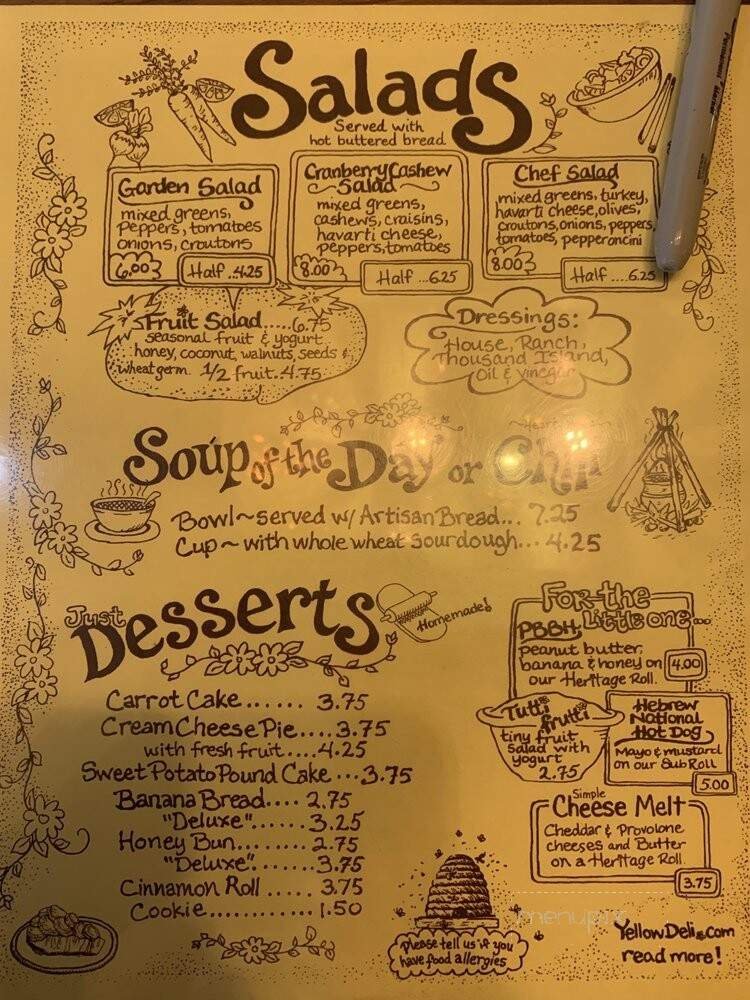 Salads
Served with
hot buttered bread
Garden Salad
mixed greens,
Peppers, tomatoes
onions, croutons
6.00
Half .4.25
Cranberry Cashew
Salad
mixed greens,
cashews, craisins,
havarti cheese,
peppers, tomatoes
8.00
Half ...6.25
Chef Salad
mixed greens, turkey,
havarti cheese, olives,
croutons, onions, peppers,
tomatoes, pepperoncini
8.00
Half ....6.25
Permanent
Fruit Salad.....6.75
seasonal fruit & yogurt
honey, coconut, walnuts, seeds &
wheat germ. 1/2 fruit.4.75
Dressings:
House, Ranch,
Thousand Island,
Oil & vinegar
Soup of the Day or Chili
Bowl~served w/ Artisan Bread... 7.25
Cup~with whole wheat sourdough...4.25
Just
Desserts
Homemade!
Carrot Cake...... 3.75
Cream Cheese Pie....3.75
with fresh fruit....4.25
Sweet Potato Pound Cake...3.75
Banana Bread.... 2.75
"Deluxe"...... 3.25
Honey Bun........ 2.75
"Deluxe"........3.75
Cinnamon Roll ..... 3.75
Cookie............1.50
For the
Little one...
PBBH
peanut butter,
banana & honey on
our Heritage Roll.
4.00
Tutti
frutti
tiny fruit
salad with
yogurt
2.75
Hebrew
National
Hot Dog
Mayo & mustard
on our Sub Roll
5.00
Simple
Cheese Melt
Cheddar & Provolone
cheeses and Butter
on a Heritage Roll.
3.75
Please tell us if you
have food allergies
menupix
YellowDeli.com
read more!